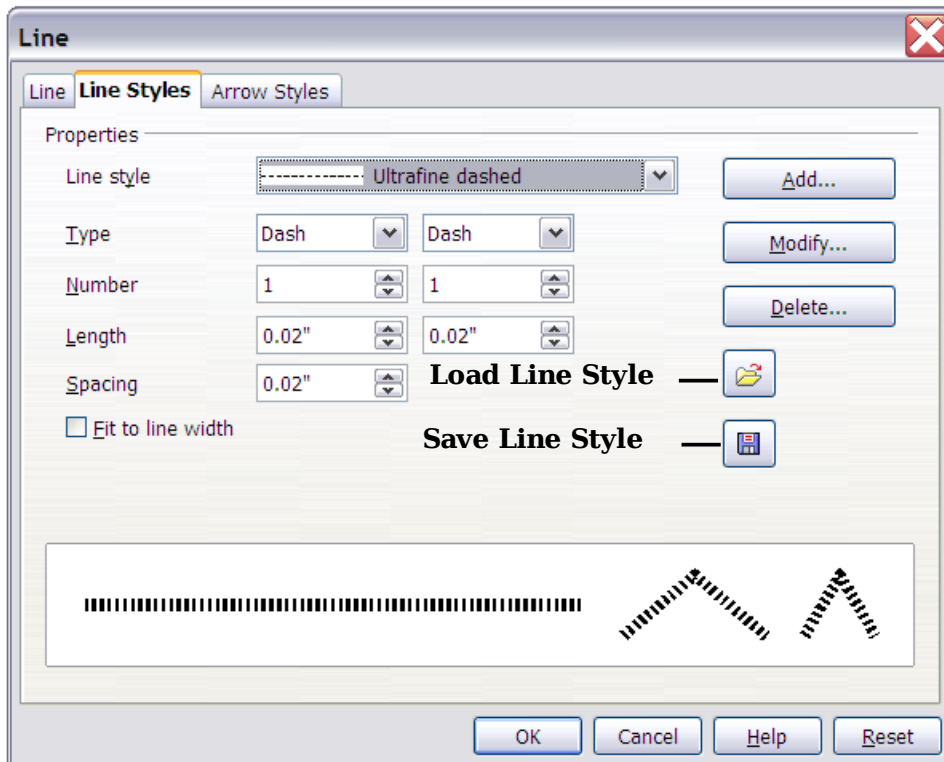 Line
Line Line Styles Arrow Styles
Properties
Line style Ultrafine dashed Add...
Type Dash Dash Modify...
Number 1 1 Delete...
Length 0.02" 0.02"
Load Line Style
Spacing 0.02"
Fit to line width
Save Line Style
OK Cancel Help Reset